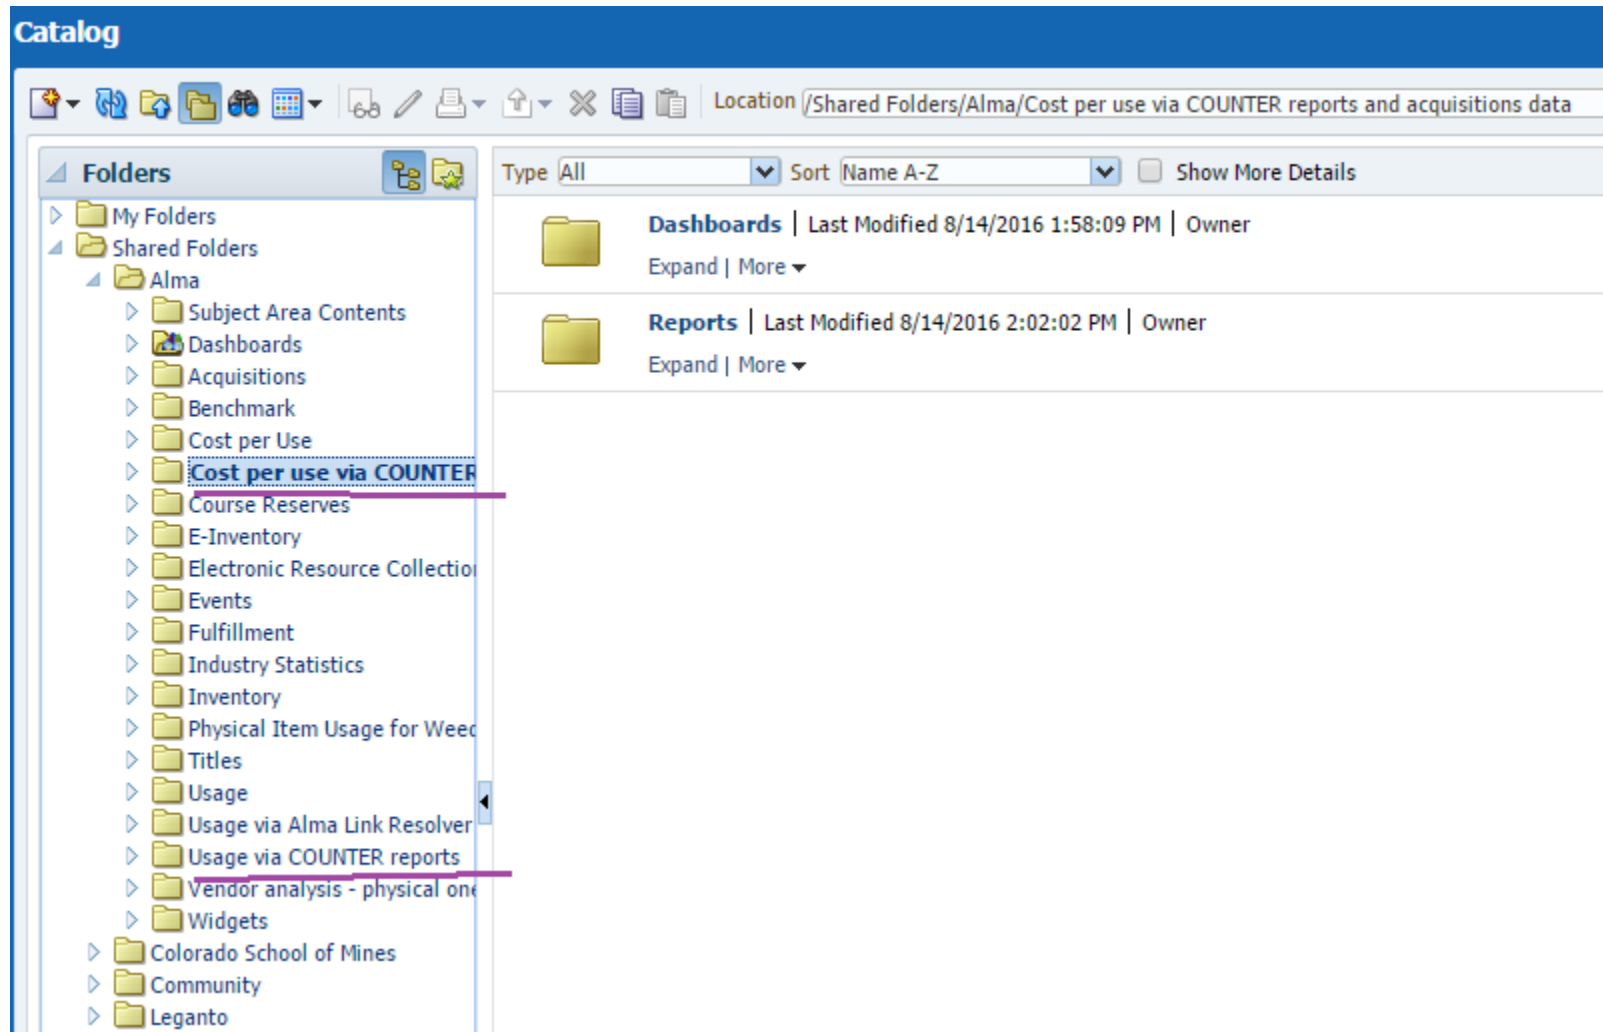 Catalog
Location /Shared Folders/Alma/Cost per use via COUNTER reports and acquisitions data
Folders
My Folders
Shared Folders
Alma
Subject Area Contents
Dashboards
Acquisitions
Benchmark
Cost per Use
Cost per use via COUNTER
Course Reserves
E-Inventory
Electronic Resource Collectio
Events
Fulfillment
Industry Statistics
Inventory
Physical Item Usage for Weed
Titles
Usage
Usage via Alma Link Resolver
Usage via COUNTER reports
Vendor analysis - physical one
Widgets
Colorado School of Mines
Community
Leganto
Type All Sort Name A-Z Show More Details
Dashboards | Last Modified 8/14/2016 1:58:09 PM | Owner
Expand | More
Reports | Last Modified 8/14/2016 2:02:02 PM | Owner
Expand | More